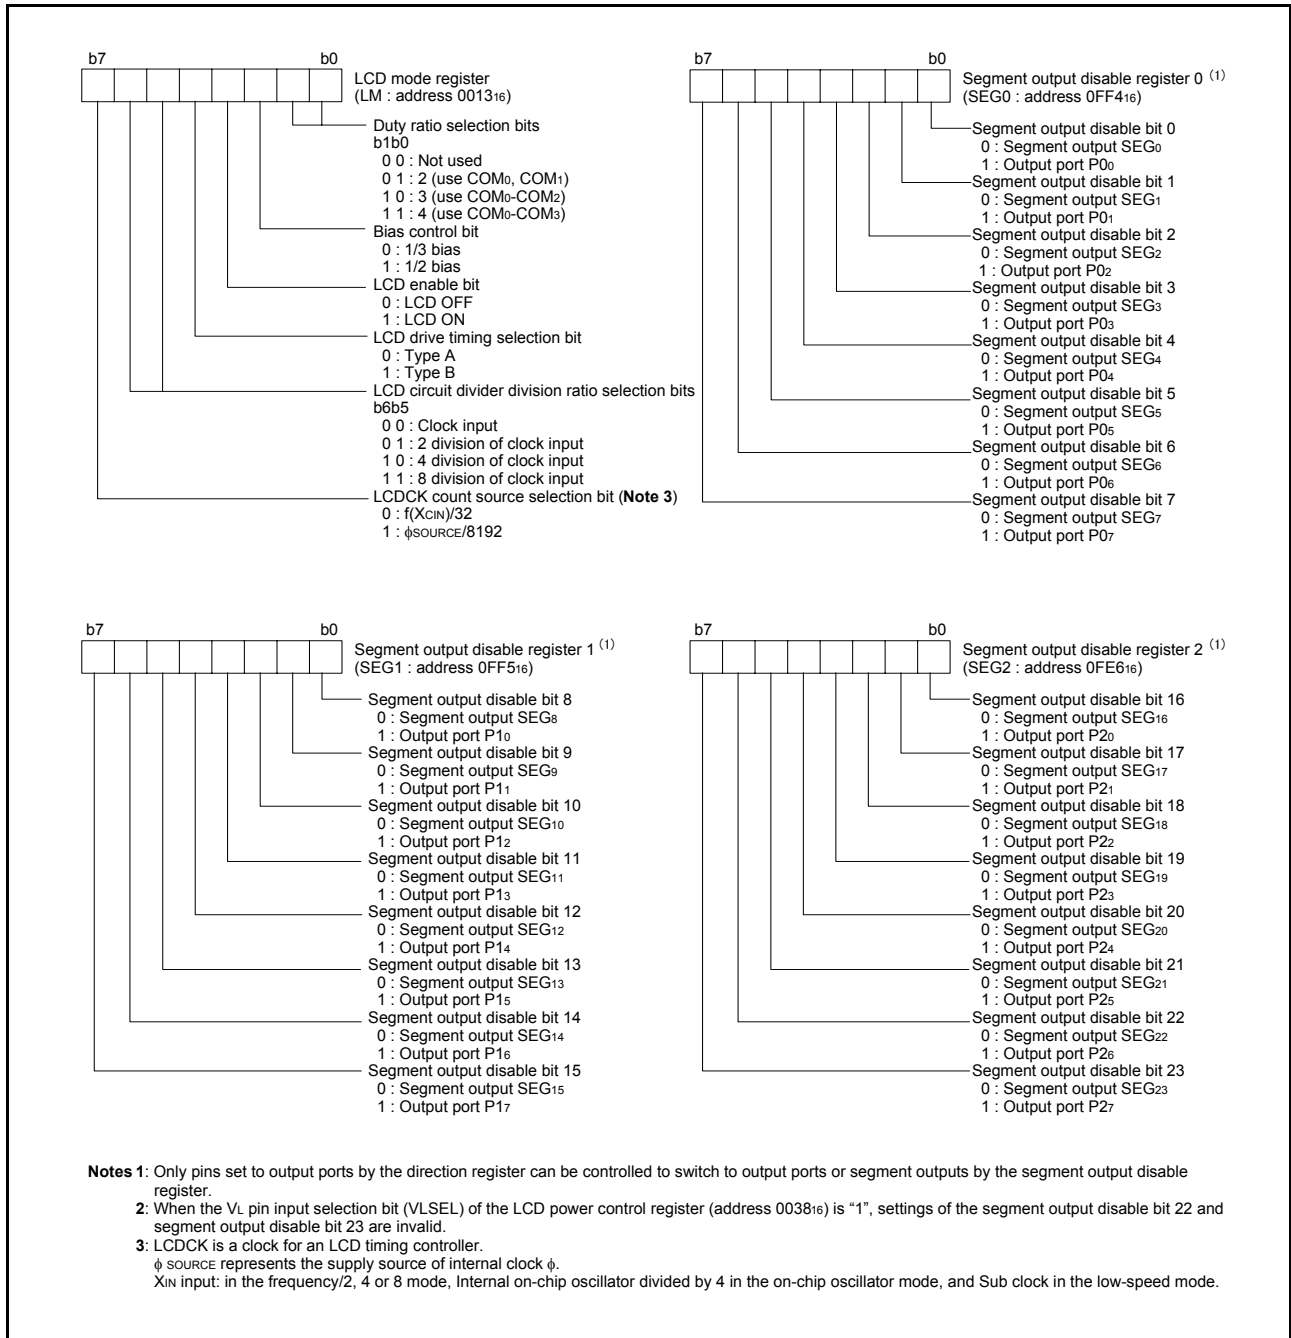 b7 b0
LCD mode register
(LM : address 001316)
Duty ratio selection bits
b1b0
0 0 : Not used
0 1 : 2 (use COM0, COM1)
1 0 : 3 (use COM0-COM2)
1 1 : 4 (use COM0-COM3)
Bias control bit
0 : 1/3 bias
1 : 1/2 bias
LCD enable bit
0 : LCD OFF
1 : LCD ON
LCD drive timing selection bit
0 : Type A
1 : Type B
LCD circuit divider division ratio selection bits
b6b5
0 0 : Clock input
0 1 : 2 division of clock input
1 0 : 4 division of clock input
1 1 : 8 division of clock input
LCDCK count source selection bit (Note 3)
0 : f(XCIN)/32
1 : ϕSOURCE/8192
b7 b0
Segment output disable register 0 (1)
(SEG0 : address 0FF416)
Segment output disable bit 0
0 : Segment output SEG0
1 : Output port P00
Segment output disable bit 1
0 : Segment output SEG1
1 : Output port P01
Segment output disable bit 2
0 : Segment output SEG2
1 : Output port P02
Segment output disable bit 3
0 : Segment output SEG3
1 : Output port P03
Segment output disable bit 4
0 : Segment output SEG4
1 : Output port P04
Segment output disable bit 5
0 : Segment output SEG5
1 : Output port P05
Segment output disable bit 6
0 : Segment output SEG6
1 : Output port P06
Segment output disable bit 7
0 : Segment output SEG7
1 : Output port P07
b7 b0
Segment output disable register 1 (1)
(SEG1 : address 0FF516)
Segment output disable bit 8
0 : Segment output SEG8
1 : Output port P10
Segment output disable bit 9
0 : Segment output SEG9
1 : Output port P11
Segment output disable bit 10
0 : Segment output SEG10
1 : Output port P12
Segment output disable bit 11
0 : Segment output SEG11
1 : Output port P13
Segment output disable bit 12
0 : Segment output SEG12
1 : Output port P14
Segment output disable bit 13
0 : Segment output SEG13
1 : Output port P15
Segment output disable bit 14
0 : Segment output SEG14
1 : Output port P16
Segment output disable bit 15
0 : Segment output SEG15
1 : Output port P17
b7 b0
Segment output disable register 2 (1)
(SEG2 : address 0FE616)
Segment output disable bit 16
0 : Segment output SEG16
1 : Output port P20
Segment output disable bit 17
0 : Segment output SEG17
1 : Output port P21
Segment output disable bit 18
0 : Segment output SEG18
1 : Output port P22
Segment output disable bit 19
0 : Segment output SEG19
1 : Output port P23
Segment output disable bit 20
0 : Segment output SEG20
1 : Output port P24
Segment output disable bit 21
0 : Segment output SEG21
1 : Output port P25
Segment output disable bit 22
0 : Segment output SEG22
1 : Output port P26
Segment output disable bit 23
0 : Segment output SEG23
1 : Output port P27
Notes 1: Only pins set to output ports by the direction register can be controlled to switch to output ports or segment outputs by the segment output disable
register.
2: When the VL pin input selection bit (VLSEL) of the LCD power control register (address 003816) is “1”, settings of the segment output disable bit 22 and
segment output disable bit 23 are invalid.
3: LCDCK is a clock for an LCD timing controller.
ϕ SOURCE represents the supply source of internal clock ϕ.
XIN input: in the frequency/2, 4 or 8 mode, Internal on-chip oscillator divided by 4 in the on-chip oscillator mode, and Sub clock in the low-speed mode.